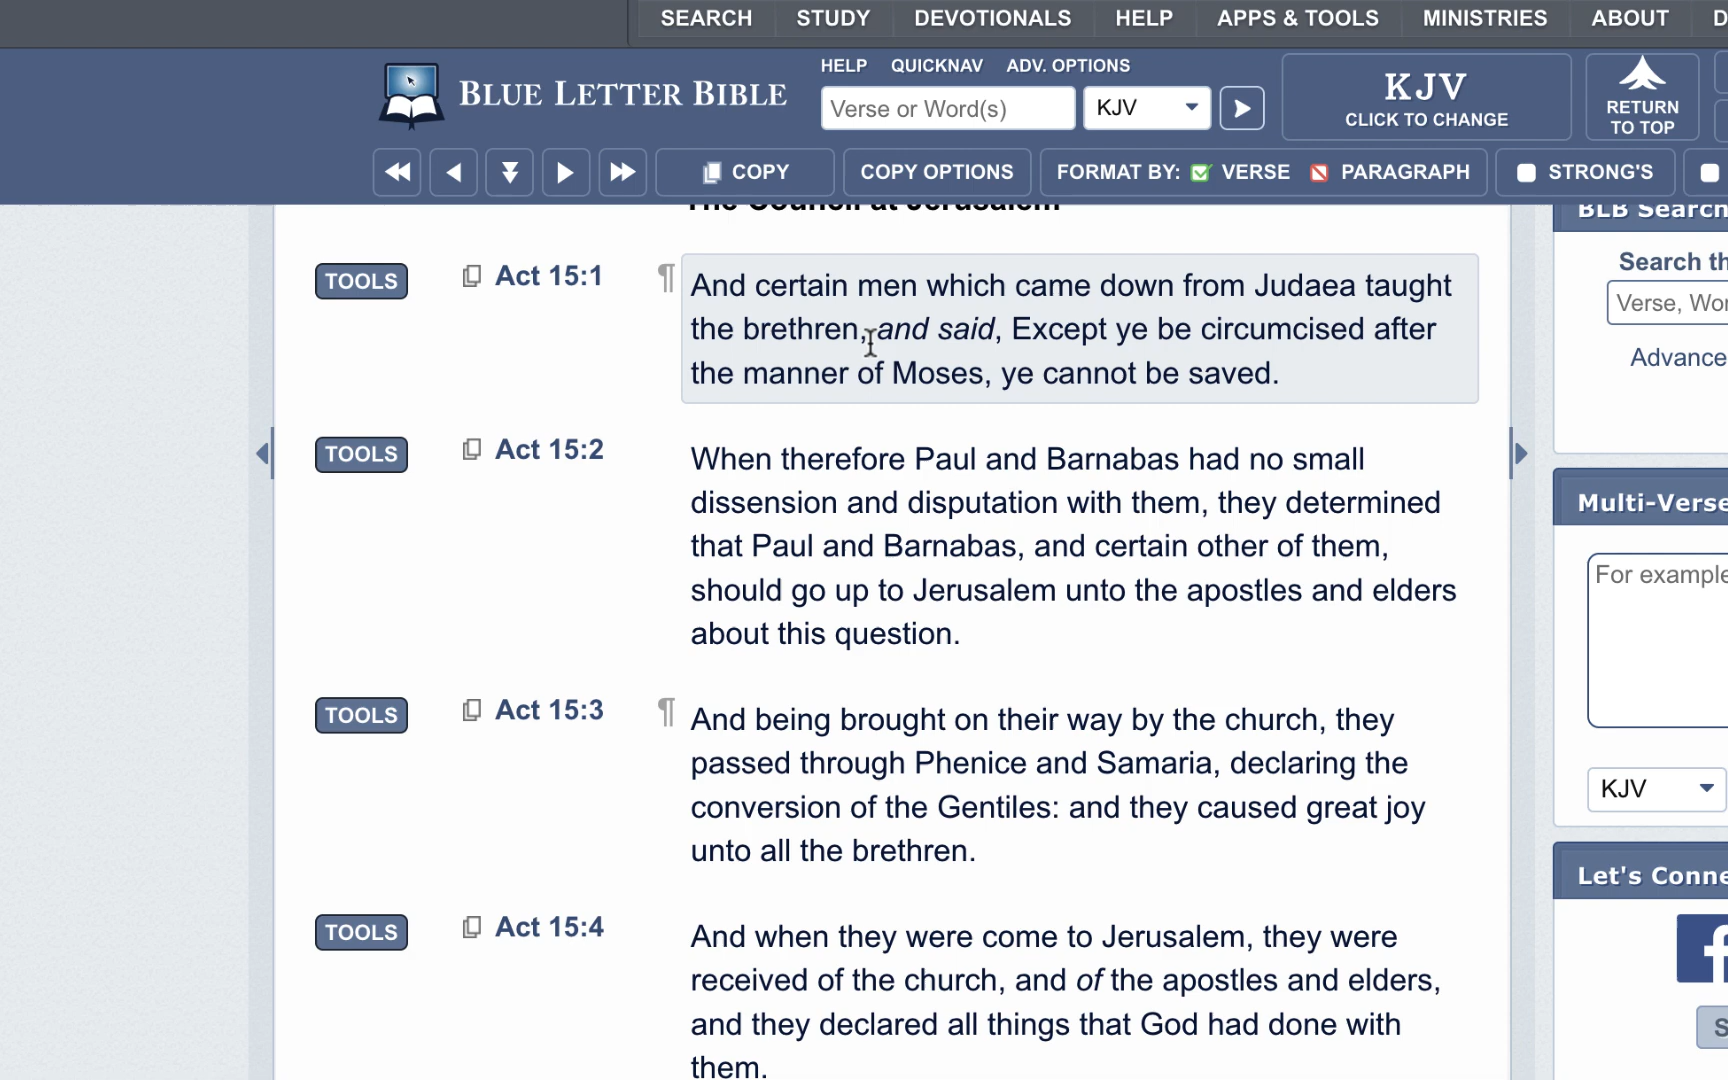 SEARCH STUDY DEVOTIONALS HELP APPS & TOOLS MINISTRIES ABOUT D
BLUE LETTER BIBLE
HELP QUICKNAV ADV. OPTIONS
Verse or Word(s) KJV
KJV
CLICK TO CHANGE
RETURN
TO TOP
COPY COPY OPTIONS FORMAT BY: VERSE PARAGRAPH STRONG'S
The Council at Jerusalem
TOOLS Act 15:1 ¶ And certain men which came down from Judaea taught
the brethren, and said, Except ye be circumcised after
the manner of Moses, ye cannot be saved.
TOOLS Act 15:2 When therefore Paul and Barnabas had no small
dissension and disputation with them, they determined
that Paul and Barnabas, and certain other of them,
should go up to Jerusalem unto the apostles and elders
about this question.
TOOLS Act 15:3 ¶ And being brought on their way by the church, they
passed through Phenice and Samaria, declaring the
conversion of the Gentiles: and they caused great joy
unto all the brethren.
TOOLS Act 15:4 And when they were come to Jerusalem, they were
received of the church, and of the apostles and elders,
and they declared all things that God had done with
them.
BLB Search
Search th
Verse, Wor
Advance
Multi-Verse
For example
KJV
Let's Conne
f
S